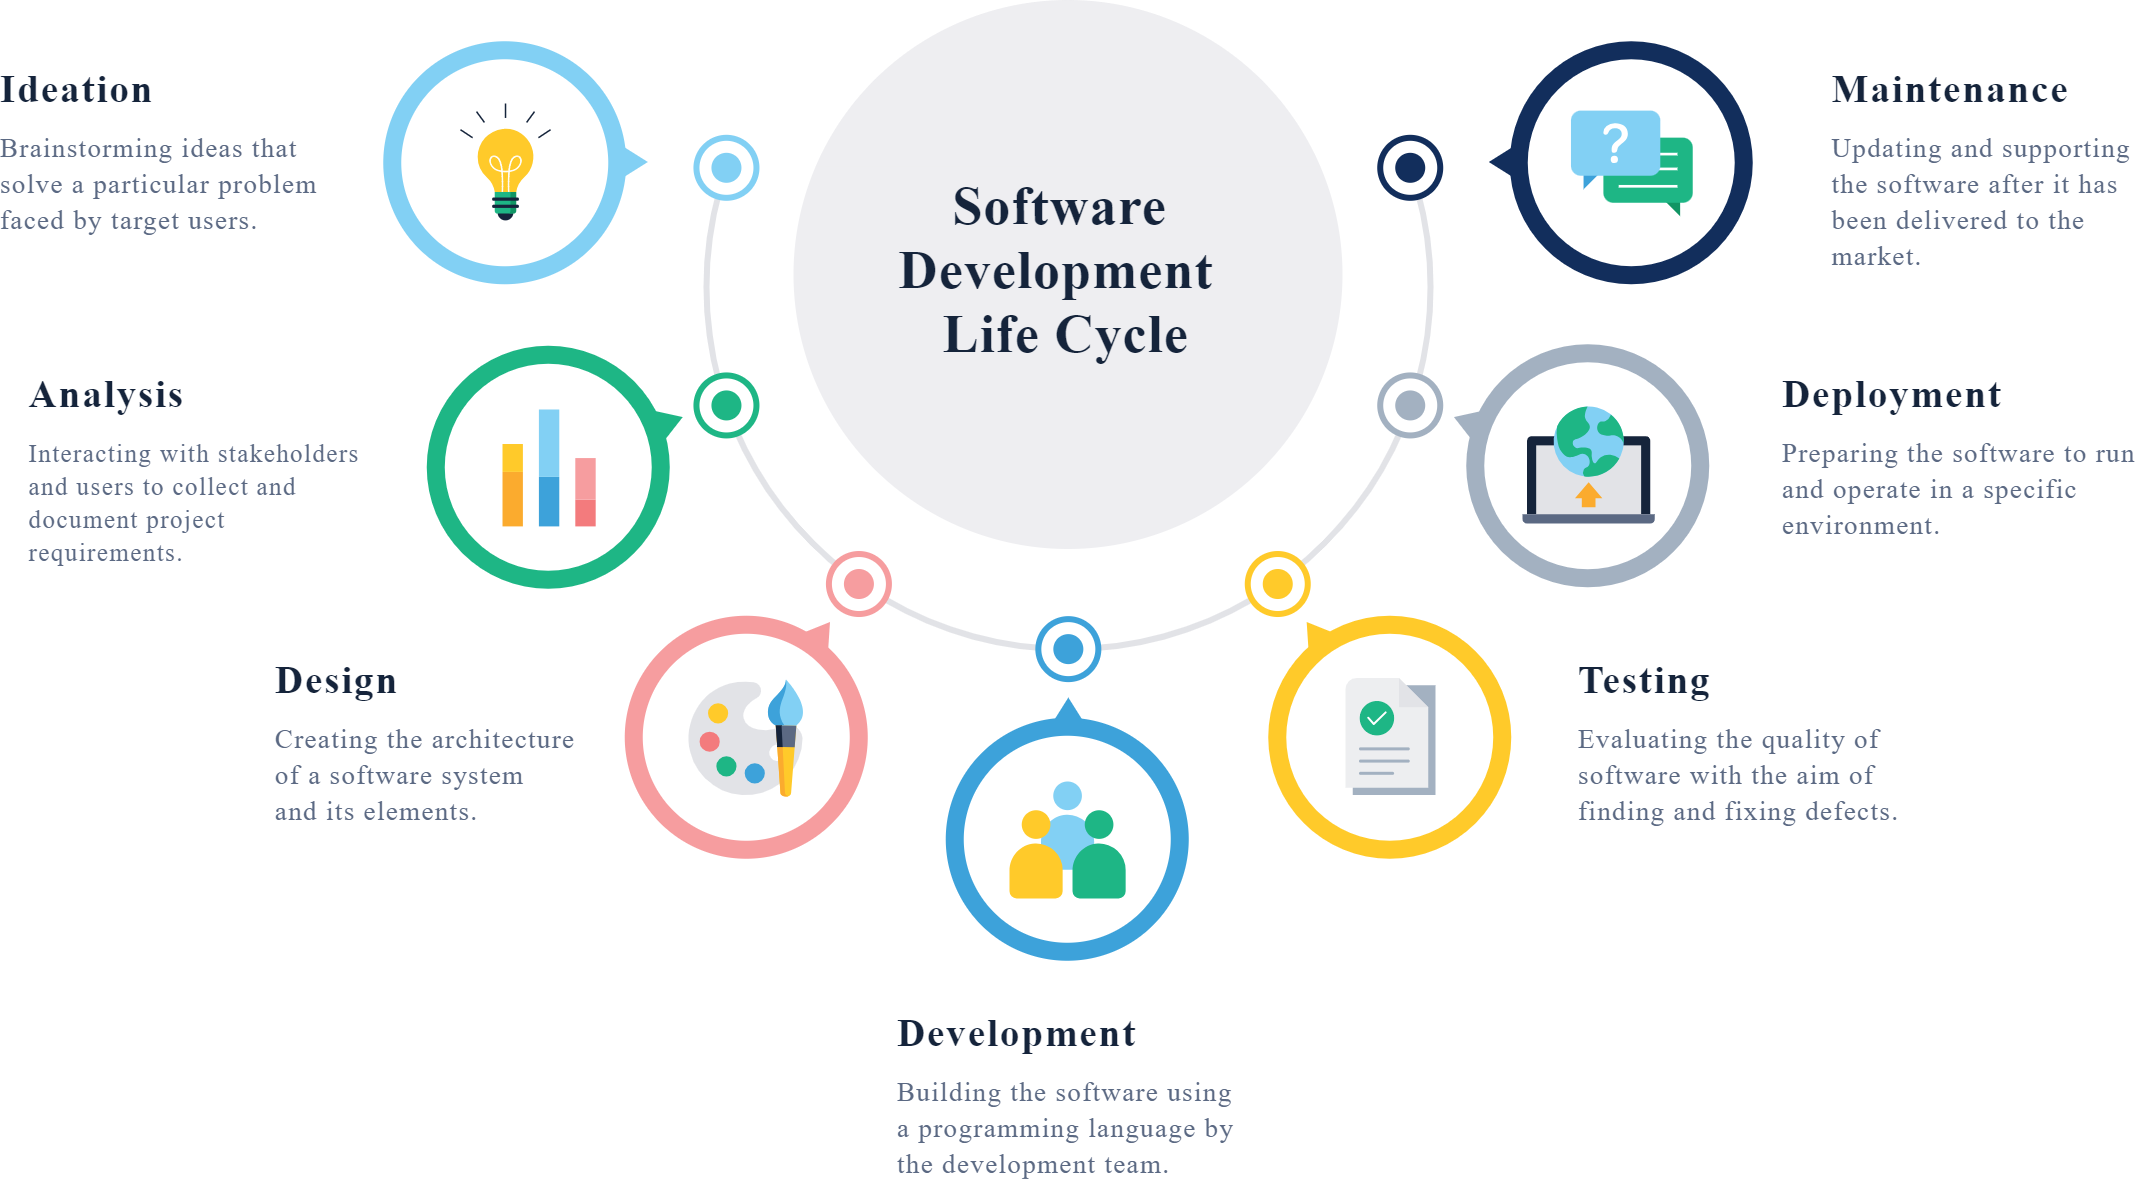 Software
Development
Life Cycle
Ideation
Brainstorming ideas that
solve a particular problem
faced by target users.
Analysis
Interacting with stakeholders
and users to collect and
document project
requirements.
Design
Creating the architecture
of a software system
and its elements.
Development
Building the software using
a programming language by
the development team.
Testing
Evaluating the quality of
software with the aim of
finding and fixing defects.
Deployment
Preparing the software to run
and operate in a specific
environment.
Maintenance
Updating and supporting
the software after it has
been delivered to the
market.
?